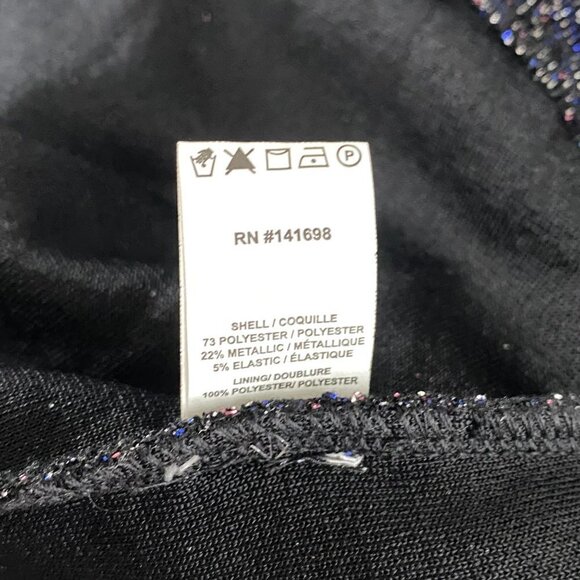 P
RN #141698
SHELL / COQUILLE
73 POLYESTER / POLYESTER
22% METALLIC / MÉTALLIQUE
5% ELASTIC / ÉLASTIQUE
LINING/ DOUBLURE
100% POLYESTER/ POLYESTER